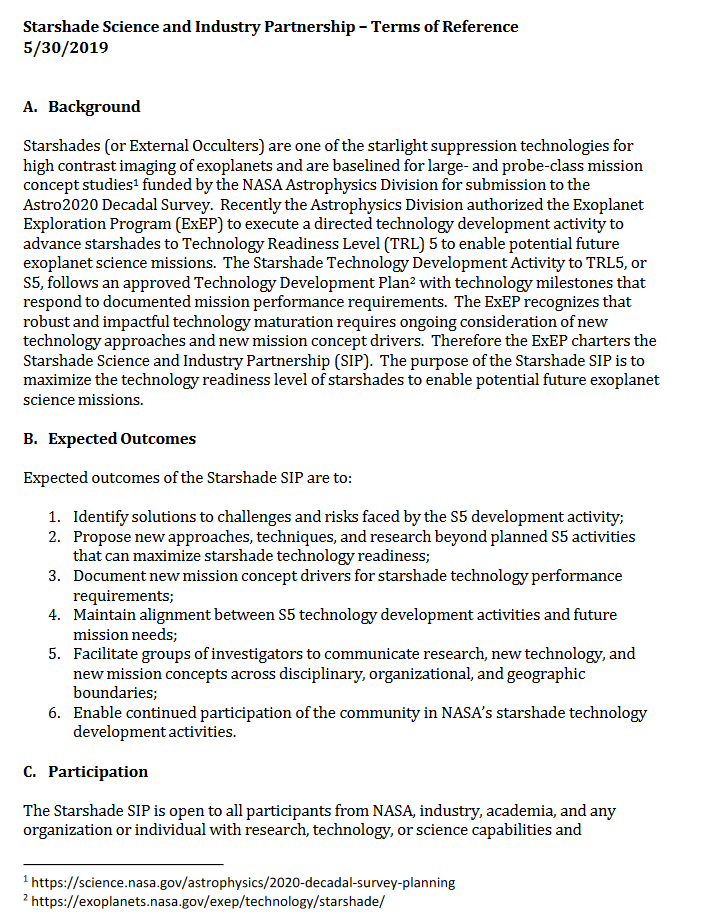 Starshade Science and Industry Partnership – Terms of Reference
5/30/2019
A. Background
Starshades (or External Occulters) are one of the starlight suppression technologies for
high contrast imaging of exoplanets and are baselined for large- and probe-class mission
concept studies¹ funded by the NASA Astrophysics Division for submission to the
Astro2020 Decadal Survey. Recently the Astrophysics Division authorized the Exoplanet
Exploration Program (ExEP) to execute a directed technology development activity to
advance starshades to Technology Readiness Level (TRL) 5 to enable potential future
exoplanet science missions. The Starshade Technology Development Activity to TRL5, or
S5, follows an approved Technology Development Plan² with technology milestones that
respond to documented mission performance requirements. The ExEP recognizes that
robust and impactful technology maturation requires ongoing consideration of new
technology approaches and new mission concept drivers. Therefore the ExEP charters the
Starshade Science and Industry Partnership (SIP). The purpose of the Starshade SIP is to
maximize the technology readiness level of starshades to enable potential future exoplanet
science missions.
B. Expected Outcomes
Expected outcomes of the Starshade SIP are to:
1. Identify solutions to challenges and risks faced by the S5 development activity;
2. Propose new approaches, techniques, and research beyond planned S5 activities
that can maximize starshade technology readiness;
3. Document new mission concept drivers for starshade technology performance
requirements;
4. Maintain alignment between S5 technology development activities and future
mission needs;
5. Facilitate groups of investigators to communicate research, new technology, and
new mission concepts across disciplinary, organizational, and geographic
boundaries;
6. Enable continued participation of the community in NASA's starshade technology
development activities.
C. Participation
The Starshade SIP is open to all participants from NASA, industry, academia, and any
organization or individual with research, technology, or science capabilities and
¹ https://science.nasa.gov/astrophysics/2020-decadal-survey-planning
² https://exoplanets.nasa.gov/exep/technology/starshade/